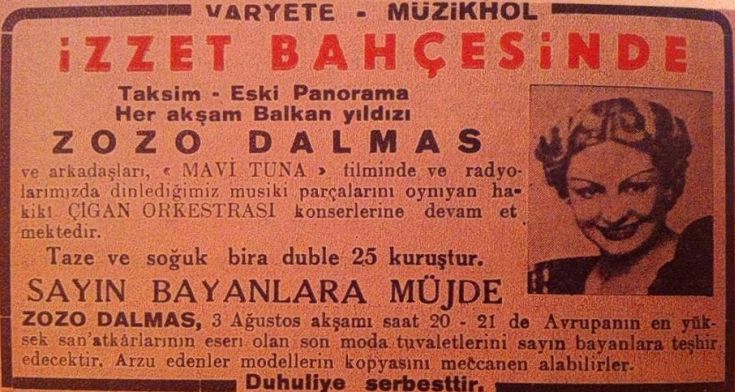 VARYETE - MÜZİKHOL
İZZET BAHÇESİNDE
Taksim - Eski Panorama
Her akşam Balkan yıldızı
ZOZO DALMAS
ve arkadaşları, « MAVİ TUNA » filminde ve radyo-
larımızda dinlediğimiz musiki parçalarını oynıyan ha-
kiki ÇİGAN ORKESTRASI konserlerine devam et
mektedir.
Taze ve soğuk bira duble 25 kuruştur.
SAYIN BAYANLARA MÜJDE
ZOZO DALMAS, 3 Ağustos akşamı saat 20 - 21 de Avrupanın en yük-
sek san'atkârlarının eseri olan son moda tuvaletlerini sayın bayanlara teşhir
edecektir. Arzu edenler modellerin kopyasını meccanen alabilirler.
Duhuliye serbesttir.